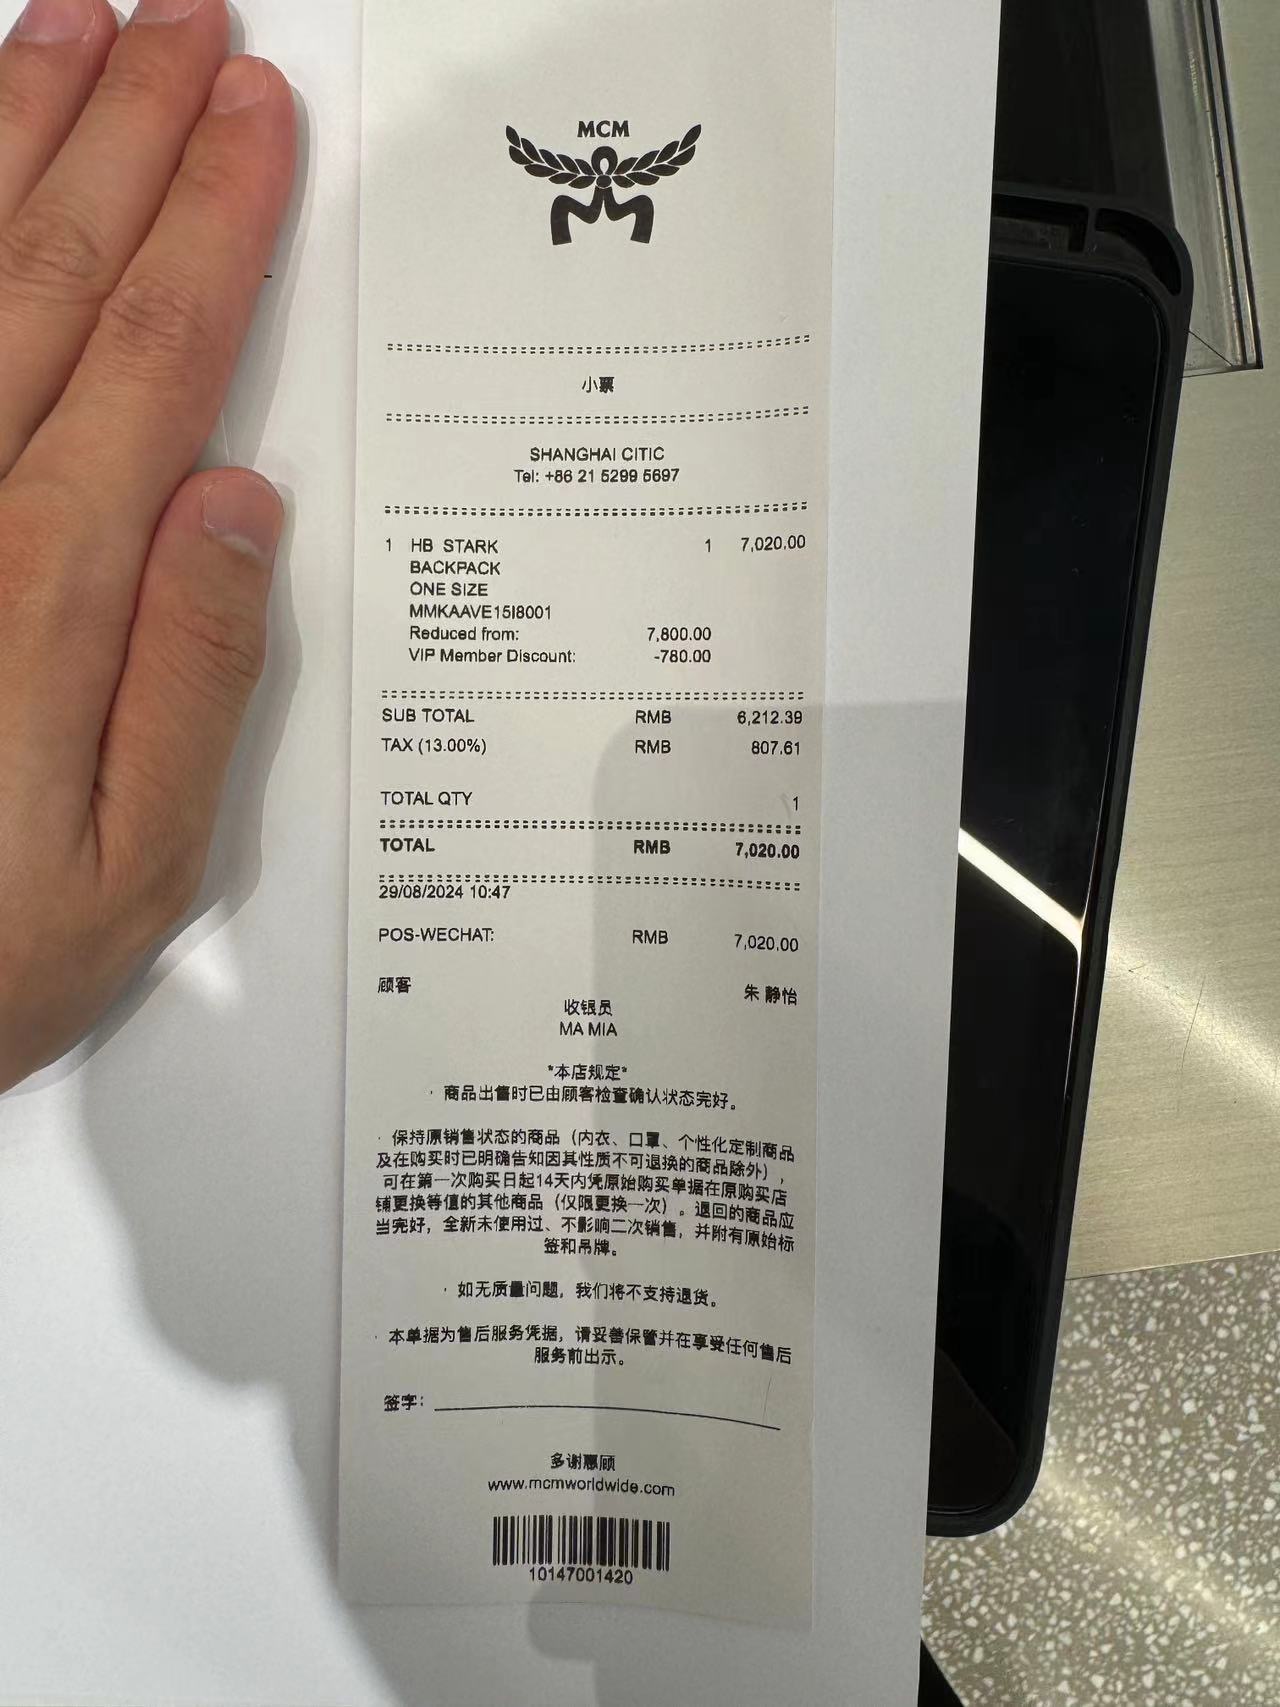 MCM
小票
SHANGHAI CITIC
Tel: +86 21 5299 5697
1 HB STARK 1 7,020.00
BACKPACK
ONE SIZE
MMKAAVE15I8001
Reduced from: 7,800.00
VIP Member Discount: -780.00
SUB TOTAL RMB 6,212.39
TAX (13.00%) RMB 807.61
TOTAL QTY 1
TOTAL RMB 7,020.00
29/08/2024 10:47
POS-WECHAT: RMB 7,020.00
顾客 朱 静怡
收银员
MA MIA
*本店规定*
· 商品出售时已由顾客检查确认状态完好。
· 保持原销售状态的商品（内衣、口罩、个性化定制商品
及在购买时已明确告知因其性质不可退换的商品除外），
可在第一次购买日起14天内凭原始购买单据在原购买店
铺更换等值的其他商品（仅限更换一次）。退回的商品应
当完好，全新未使用过、不影响二次销售，并附有原始标
签和吊牌。
· 如无质量问题，我们将不支持退货。
· 本单据为售后服务凭据，请妥善保管并在享受任何售后
服务前出示。
签字：
多谢惠顾
www.mcmworldwide.com
10147001420